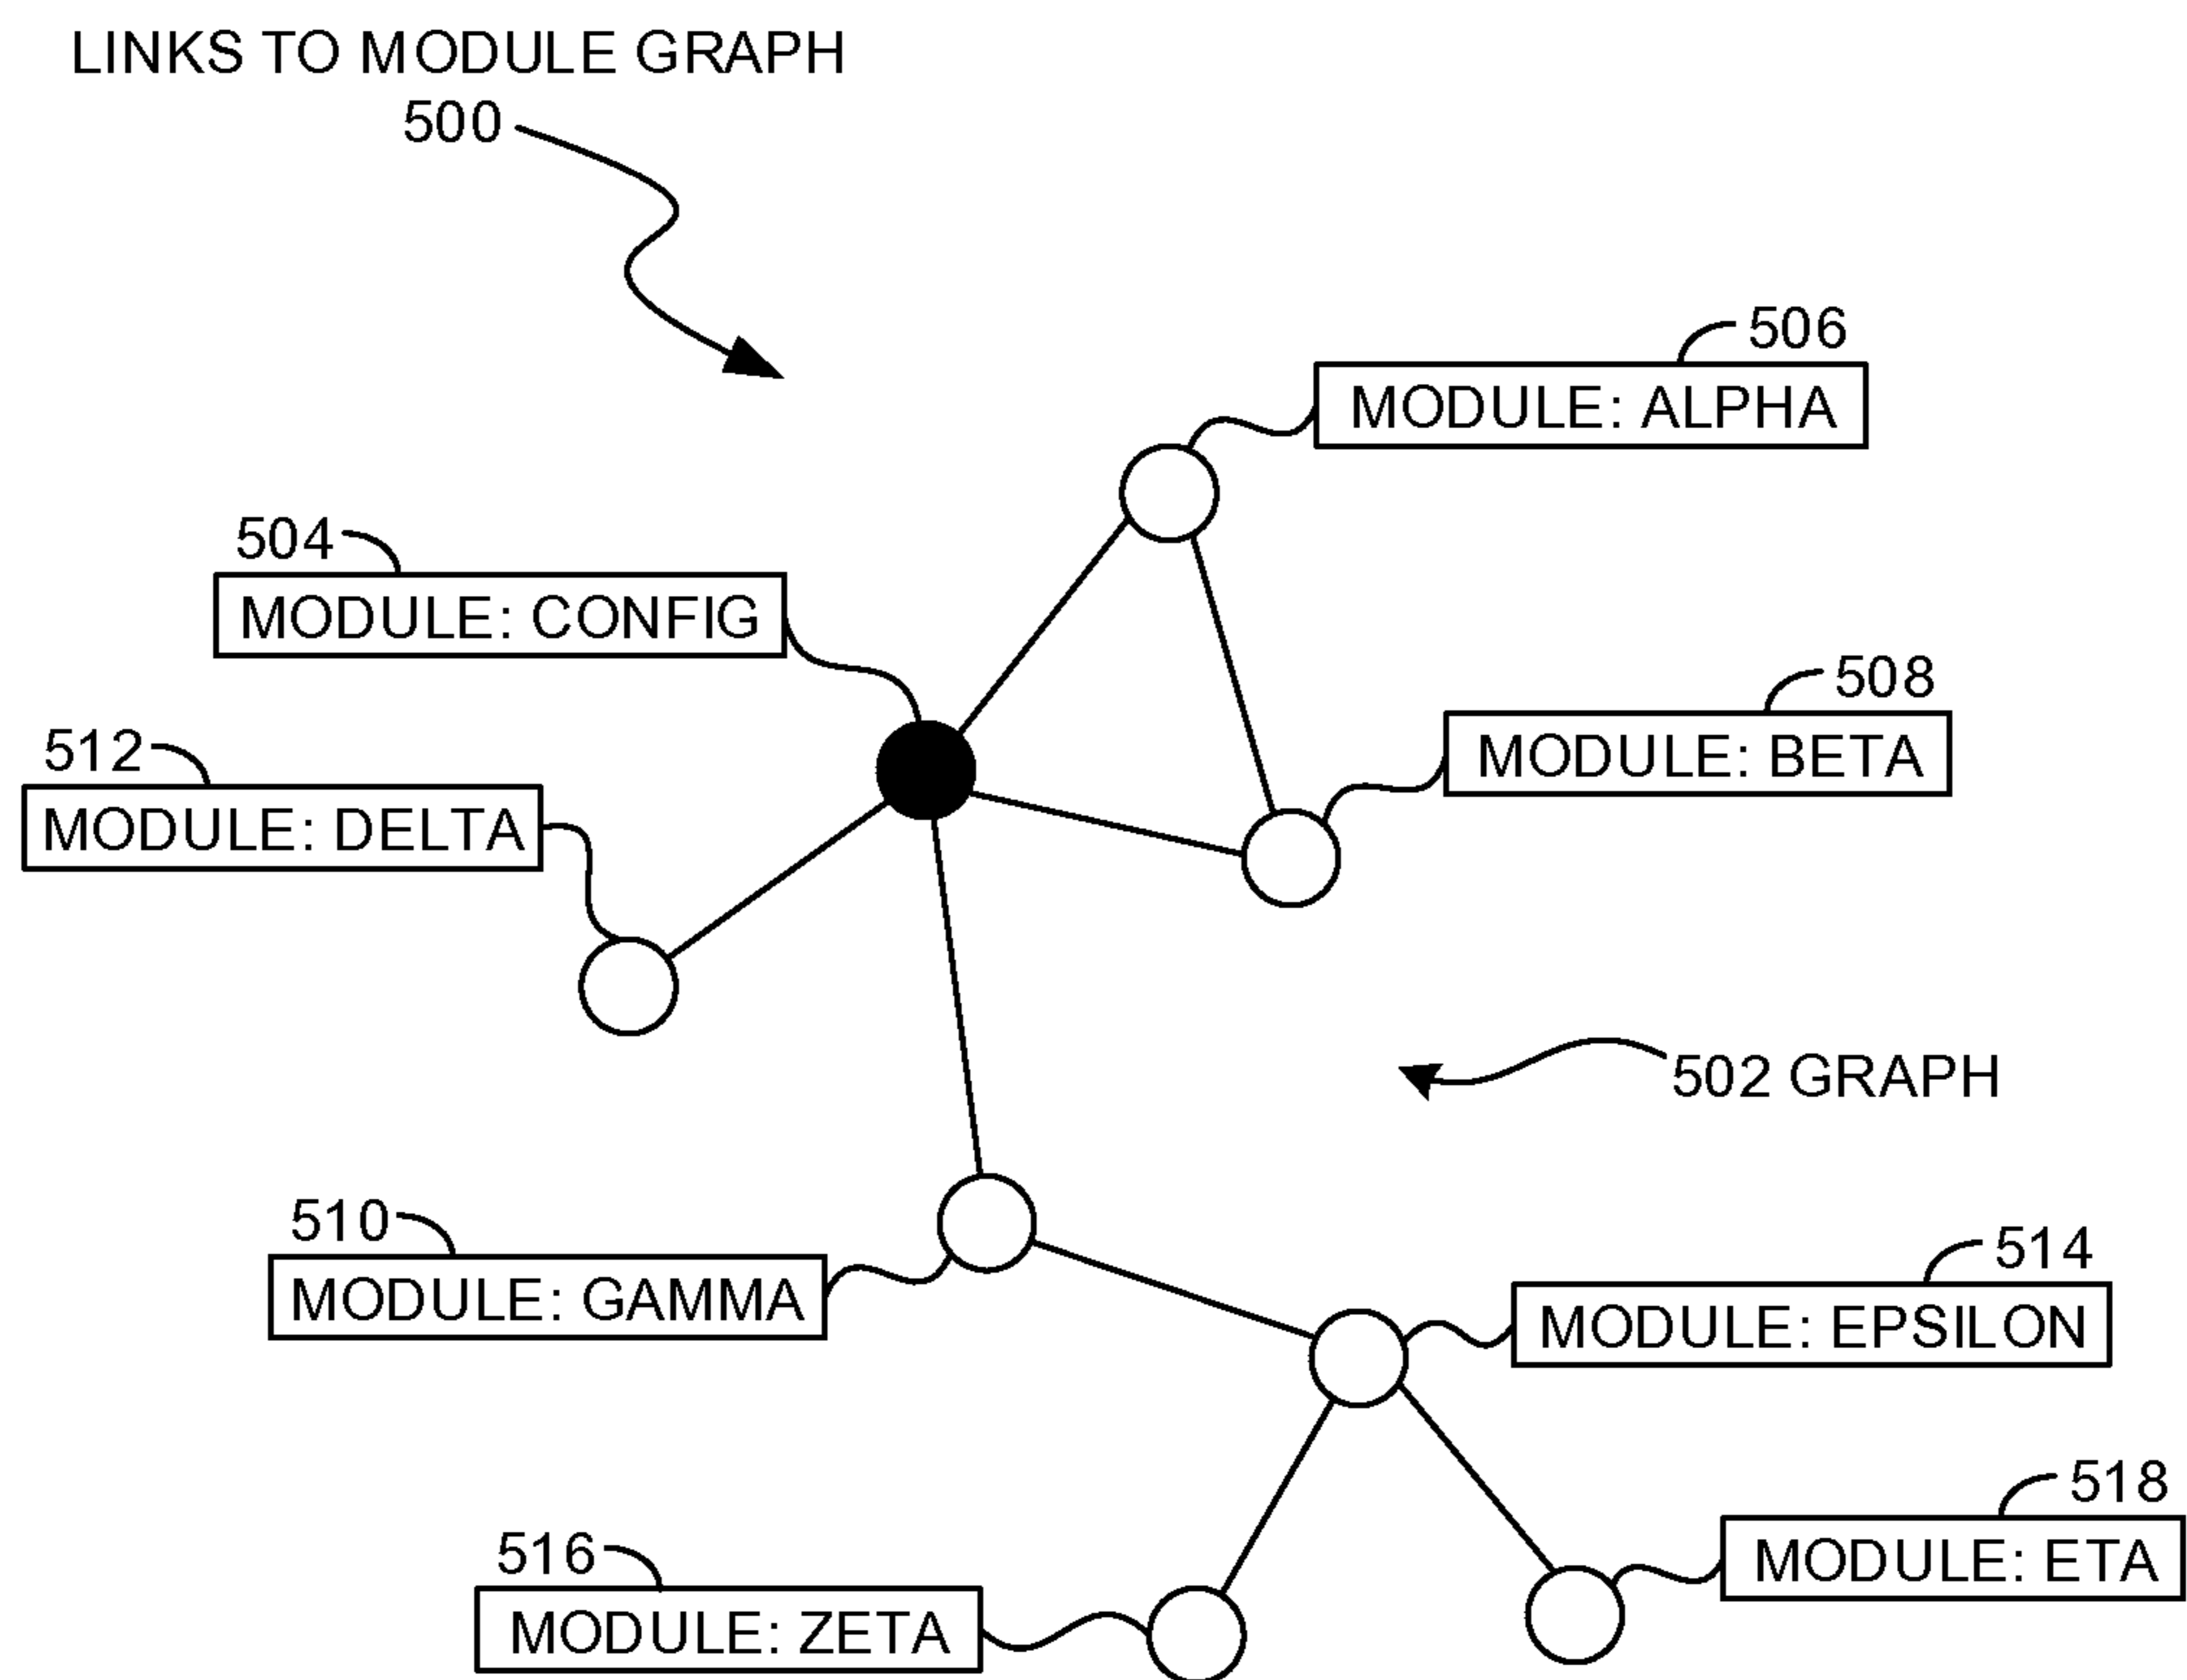 LINKS TO MODULE GRAPH
500
506
MODULE: ALPHA
504
MODULE: CONFIG
508
MODULE: BETA
512
MODULE: DELTA
502 GRAPH
510
MODULE: GAMMA
514
MODULE: EPSILON
518
MODULE: ETA
516
MODULE: ZETA